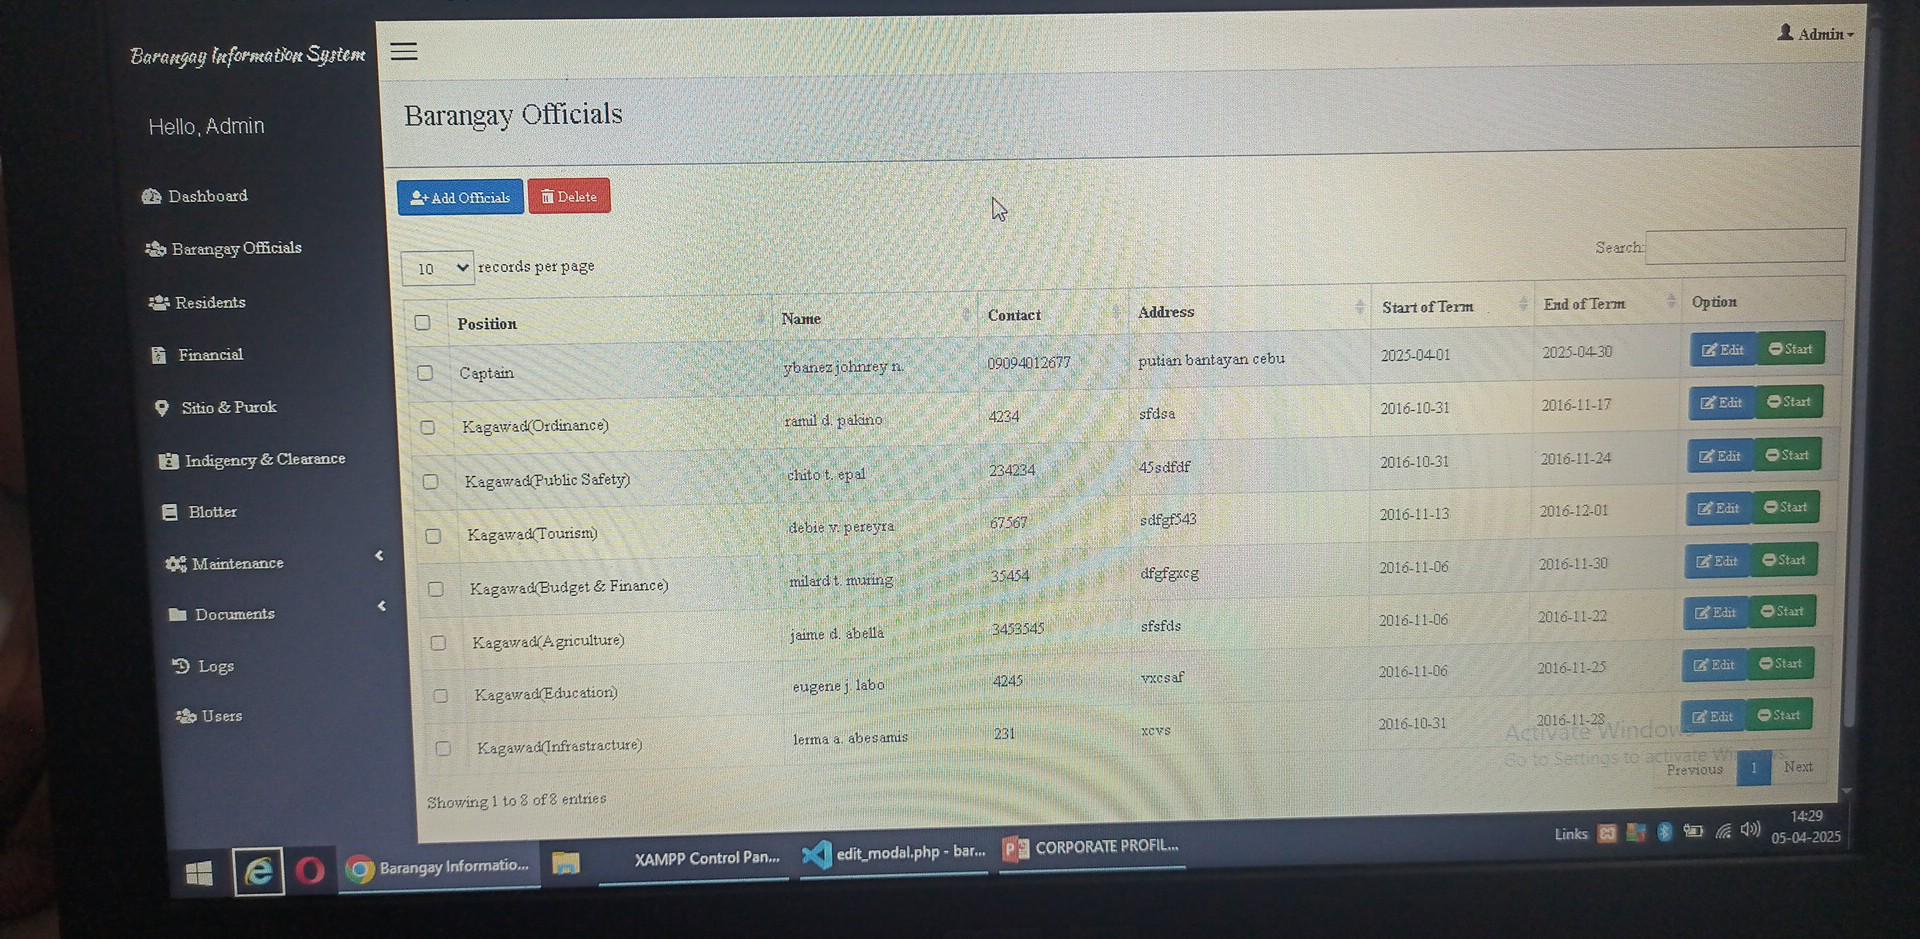 Barangay Information System
Admin
Hello, Admin
Barangay Officials
Dashboard
Barangay Officials
Residents
Financial
Sitio & Purok
Indigency & Clearance
Blotter
Maintenance
Documents
Logs
Users
Add Officials Delete
10 records per page
Search:
Position Name Contact Address Start of Term End of Term Option
Captain ybanez johnrey n. 09094012677 putian bantayan cebu 2025-04-01 2025-04-30 Edit Start
Kagawad(Ordinance) ramil d. pakino 4234 sfdsa 2016-10-31 2016-11-17 Edit Start
Kagawad(Public Safety) chito t. epal 234234 45sdfdf 2016-10-31 2016-11-24 Edit Start
Kagawad(Tourism) debie v. pereyra 67567 sdfgf543 2016-11-13 2016-12-01 Edit Start
Kagawad(Budget & Finance) milard t. muring 35454 dfgfgxcg 2016-11-06 2016-11-30 Edit Start
Kagawad(Agriculture) jaime d. abella 3453545 sfsfds 2016-11-06 2016-11-22 Edit Start
Kagawad(Education) eugene j. labo 4245 vxcsaf 2016-11-06 2016-11-25 Edit Start
Kagawad(Infrastracture) lerma a. abesamis 231 xcvs 2016-10-31 2016-11-28 Edit Start
Activate Windows
Go to Settings to activate Windows.
Showing 1 to 8 of 8 entries
Previous 1 Next
Barangay Informatio...
XAMPP Control Pan...
edit_modal.php - bar...
CORPORATE PROFIL...
Links
14:29
05-04-2025